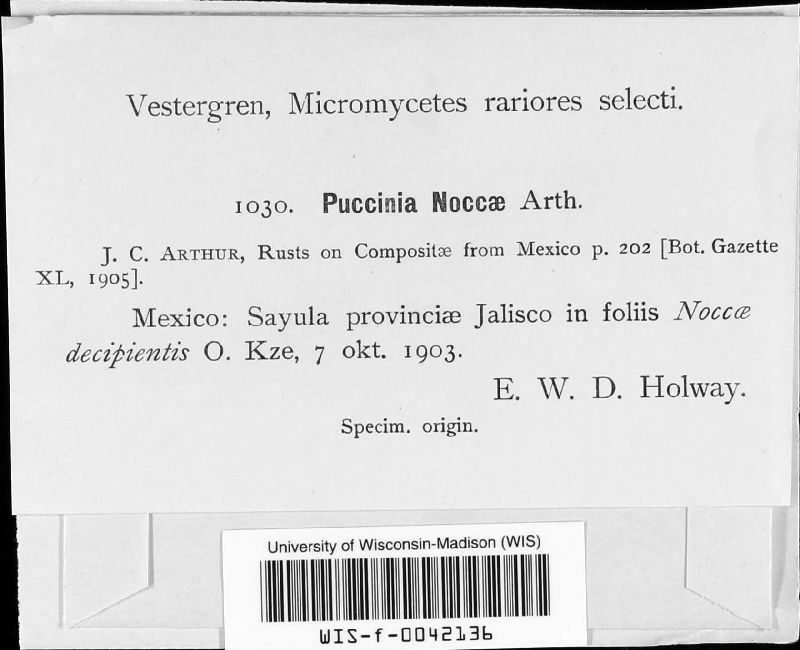 Vestergren, Micromycetes rariores selecti.
1030. Puccinia Noccæ Arth.
J. C. Arthur, Rusts on Compositæ from Mexico p. 202 [Bot. Gazette
XL, 1905].
Mexico: Sayula provinciæ Jalisco in foliis Noccæ
decipientis O. Kze, 7 okt. 1903.
E. W. D. Holway.
Specim. origin.
University of Wisconsin-Madison (WIS)
WIS-f-0042136